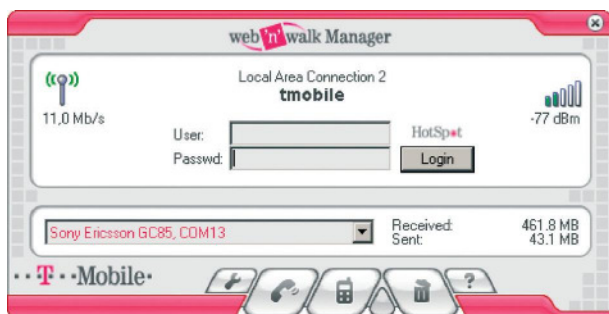 web'n'walk Manager
Local Area Connection 2
tmobile
11,0 Mb/s
-77 dBm
User:
HotSpot
Passwd:
Login
Sony Ericsson GC85, COM13
Received: 461.8 MB
Sent: 43.1 MB
··T··Mobile·
?